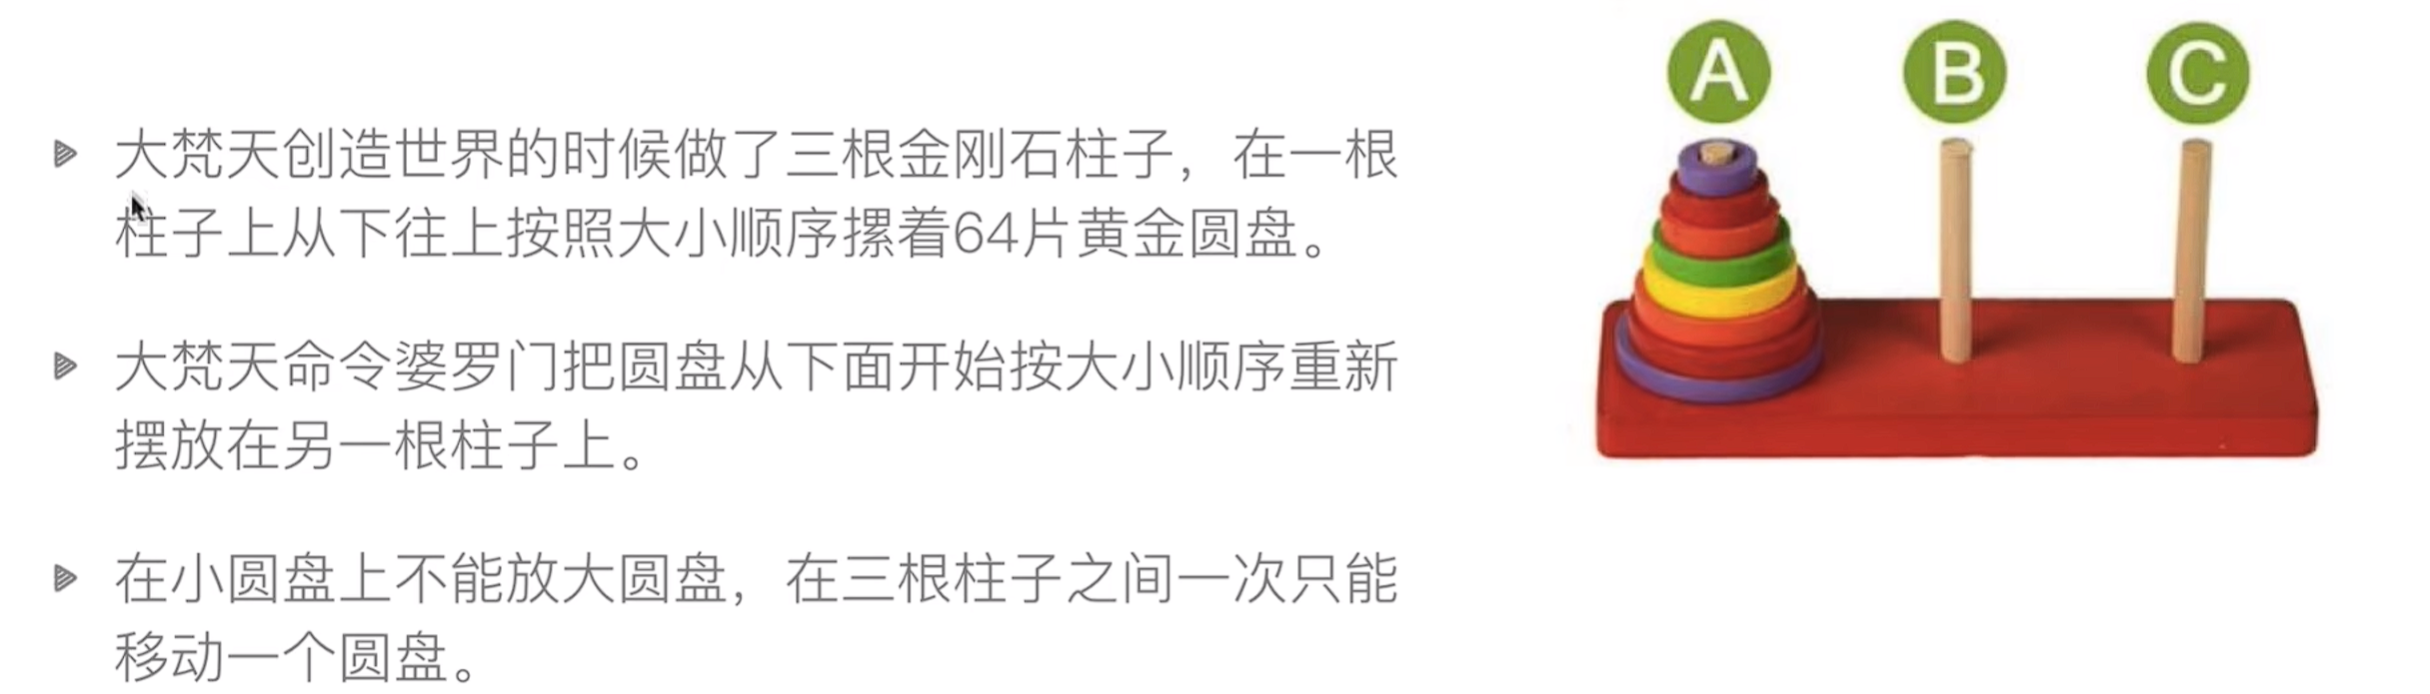 大梵天创造世界的时候做了三根金刚石柱子，在一根
柱子上从下往上按照大小顺序摞着64片黄金圆盘。
大梵天命令婆罗门把圆盘从下面开始按大小顺序重新
摆放在另一根柱子上。
在小圆盘上不能放大圆盘，在三根柱子之间一次只能
移动一个圆盘。
A B C